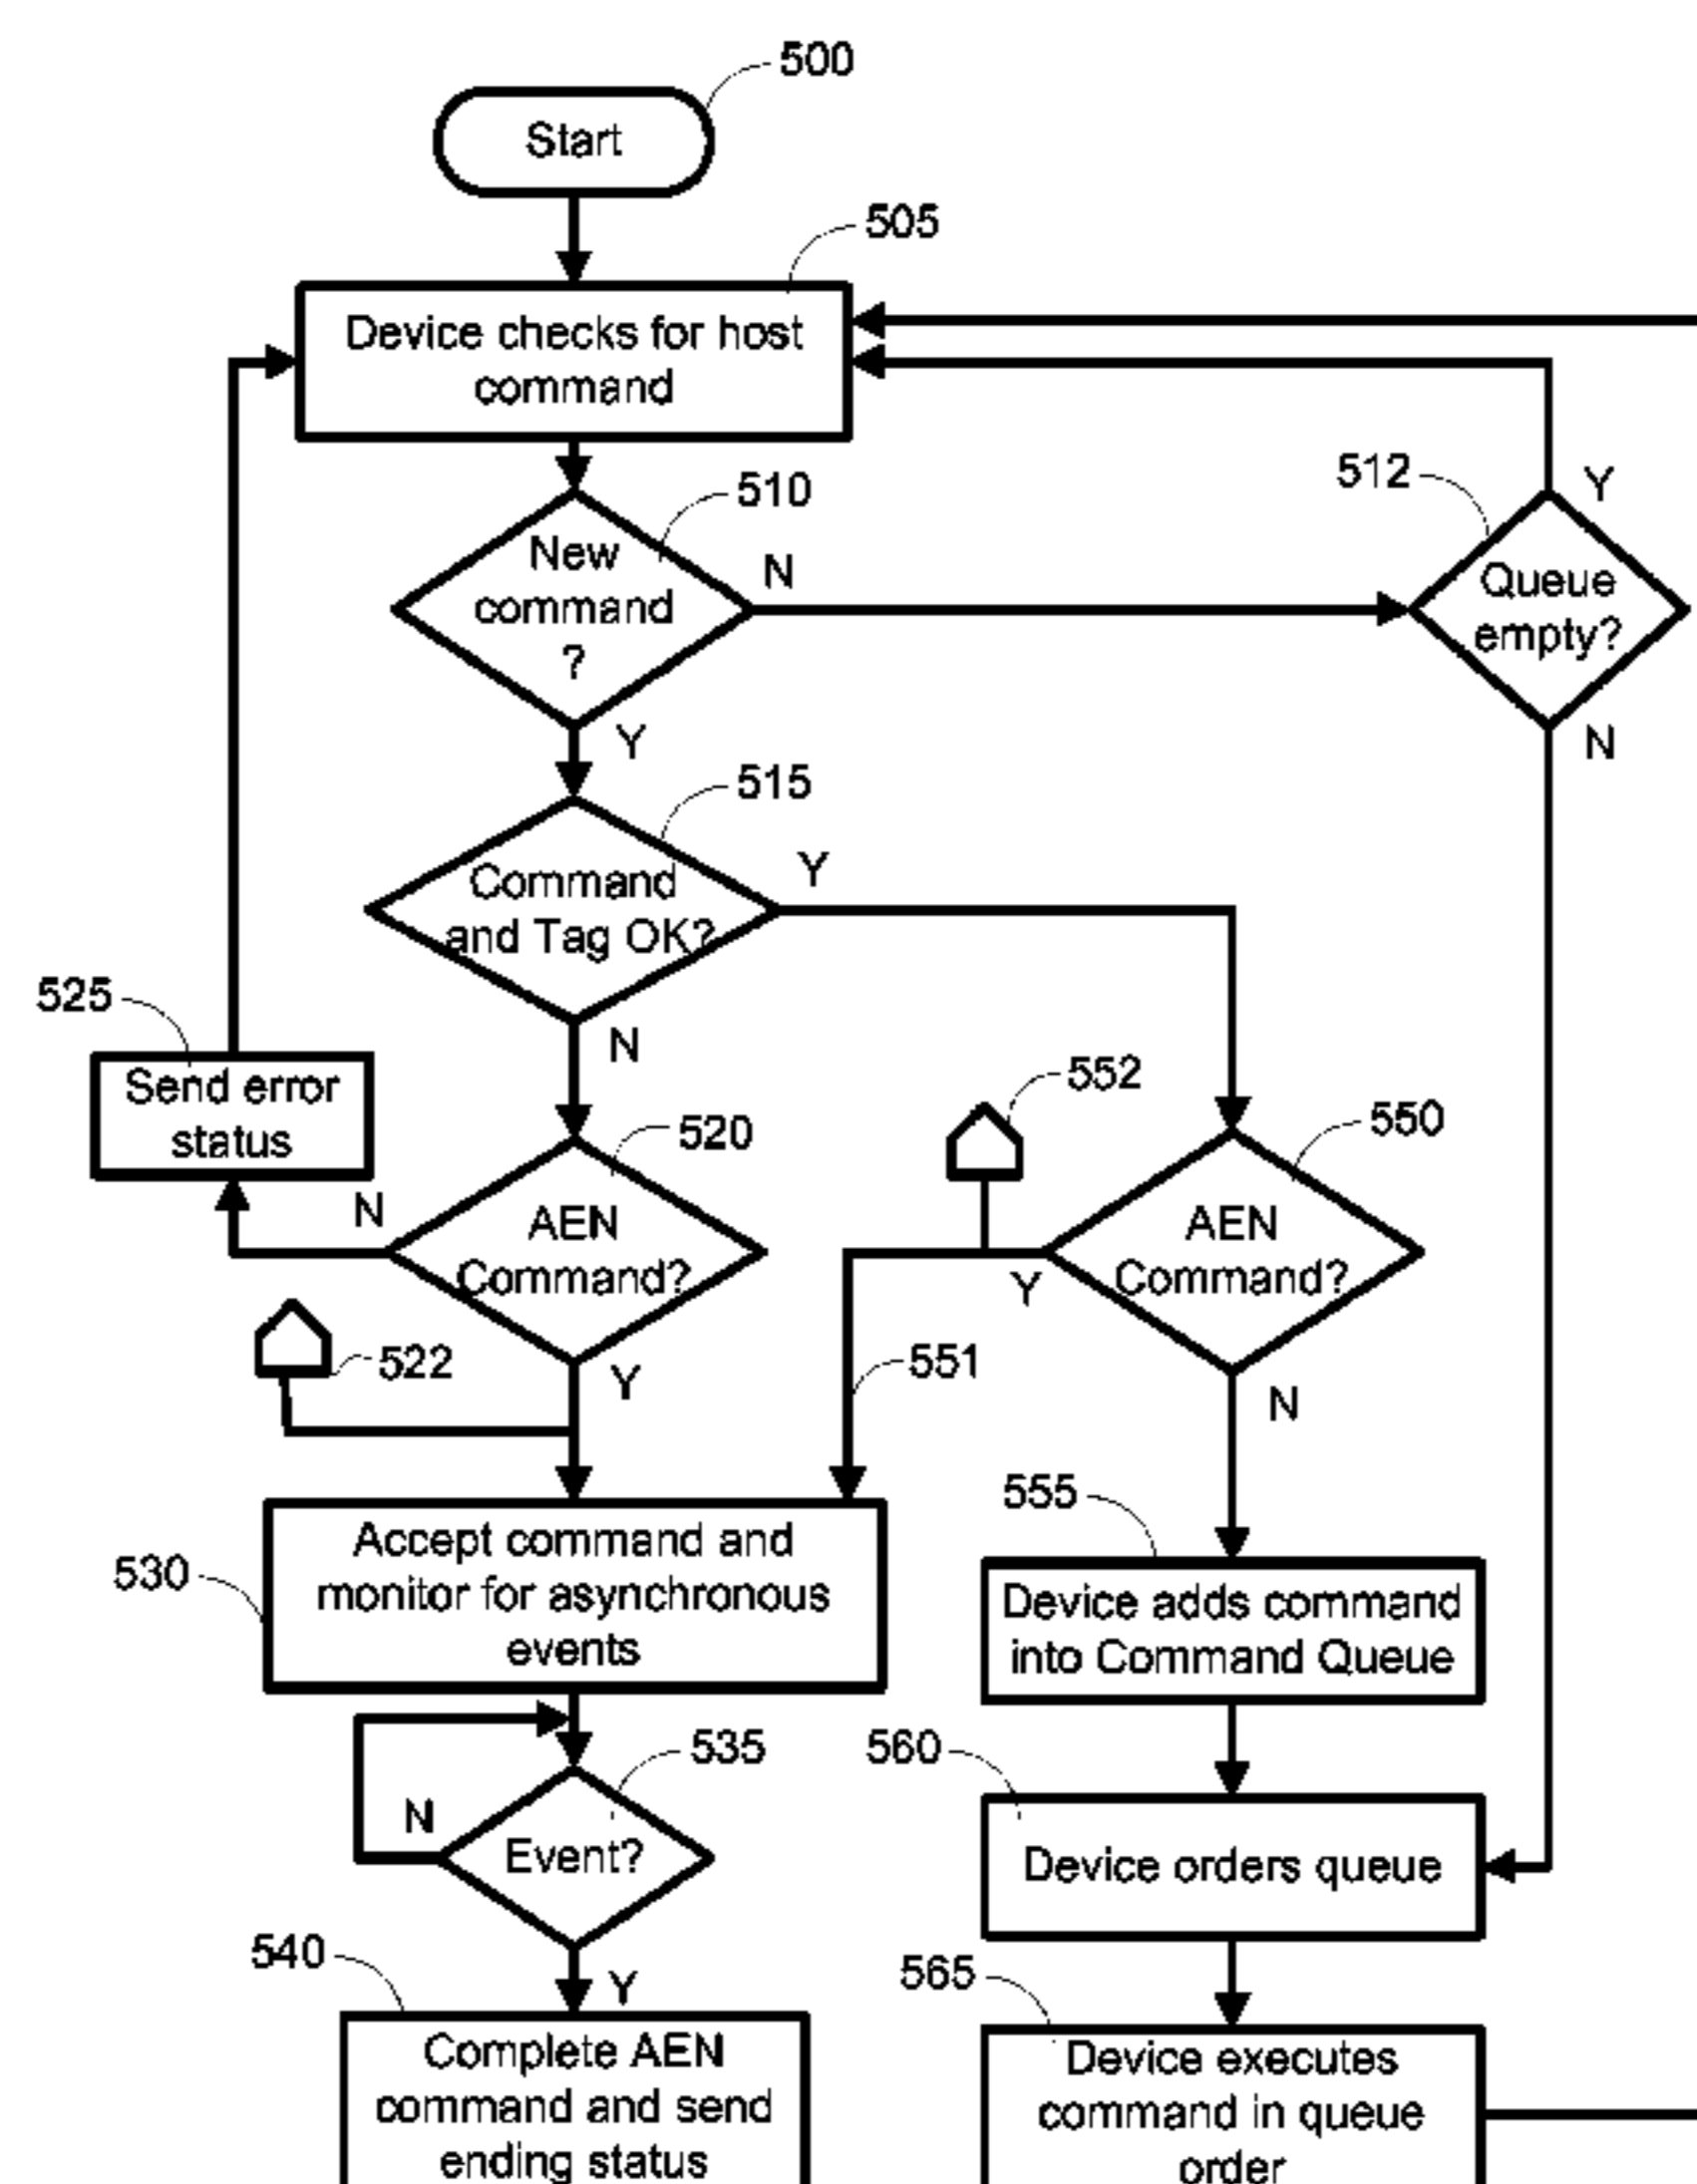 500
Start
505
Device checks for host
command
510
New
command
?
N
Y
512
Y
Queue
empty?
N
515
Command
and Tag OK?
Y
N
525
Send error
status
520
N
AEN
Command?
Y
522
552
550
AEN
Command?
Y
551
N
530
Accept command and
monitor for asynchronous
events
555
Device adds command
into Command Queue
535
N
Event?
Y
560
Device orders queue
540
Complete AEN
command and send
ending status
565
Device executes
command in queue
order